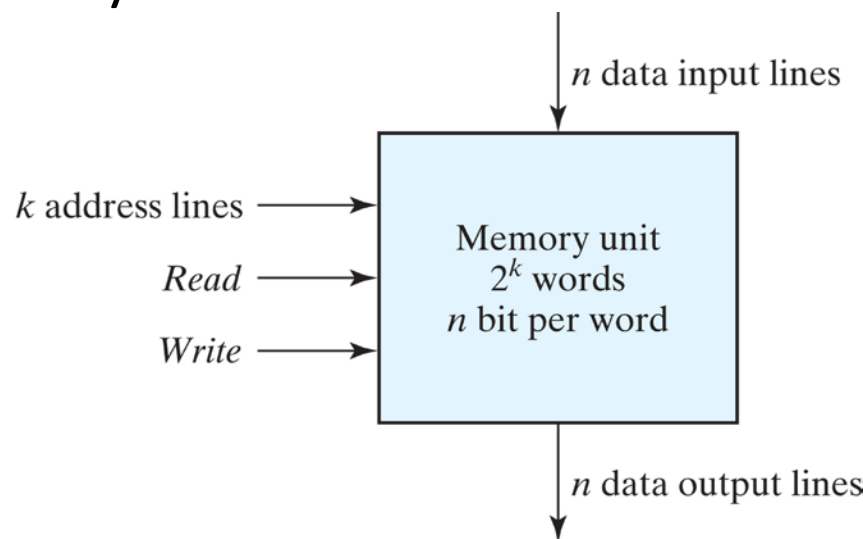 n data input lines
k address lines
Read
Write
Memory unit
2^k words
n bit per word
n data output lines